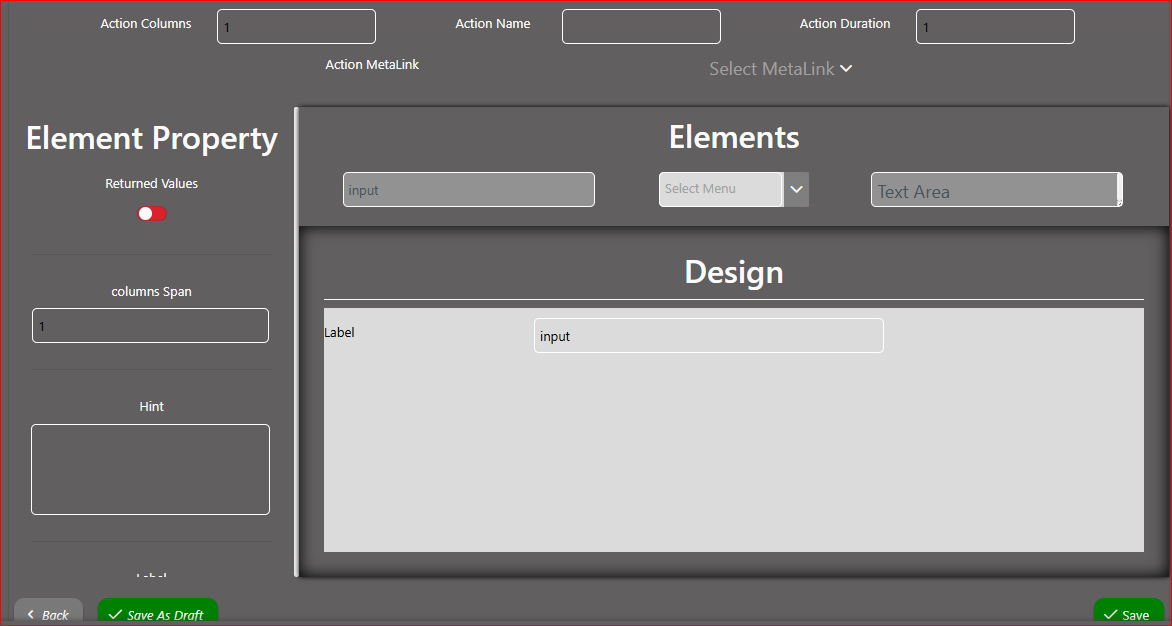 Action Columns 1 Action Name Action Duration 1
Action MetaLink Select MetaLink
Element Property
Returned Values
columns Span
1
Hint
Label
Elements
input Select Menu Text Area
Design
Label input
Back Save As Draft Save